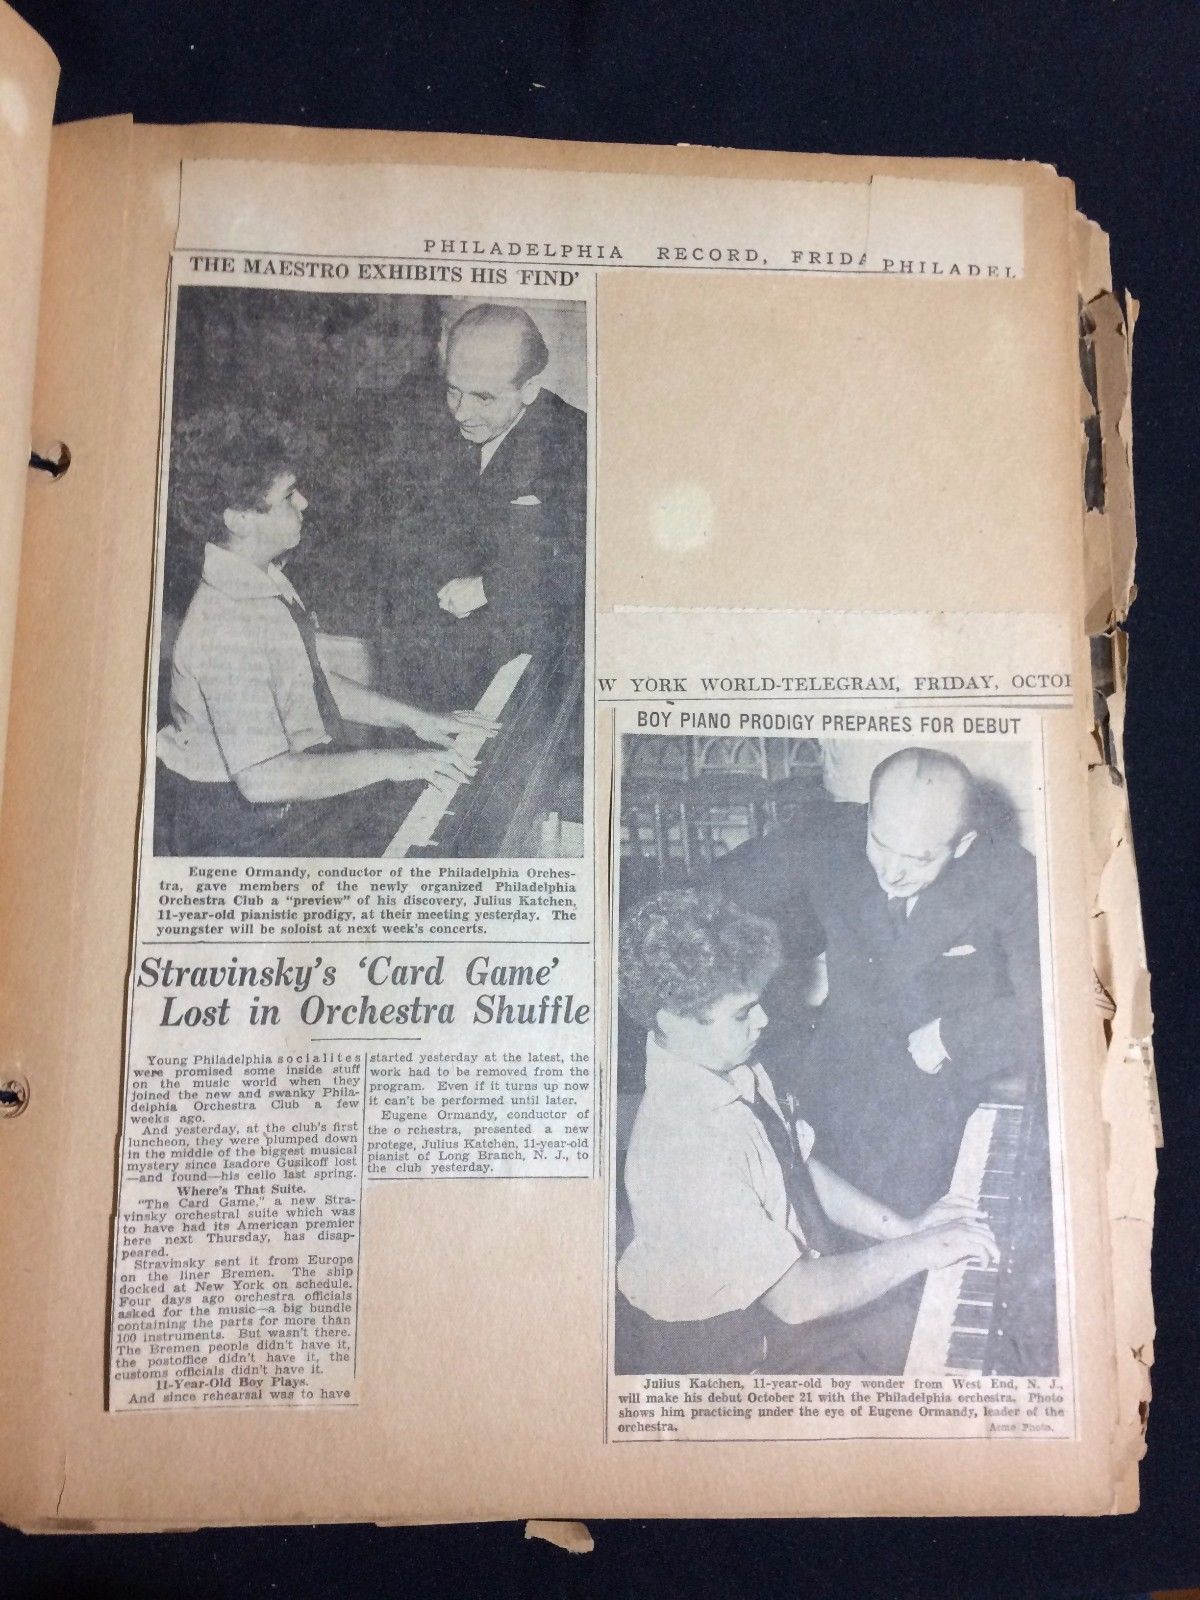 PHILADELPHIA RECORD, FRIDA
PHILADEL
THE MAESTRO EXHIBITS HIS 'FIND'
Eugene Ormandy, conductor of the Philadelphia Orches-
tra, gave members of the newly organized Philadelphia
Orchestra Club a "preview" of his discovery, Julius Katchen,
11-year-old pianistic prodigy, at their meeting yesterday. The
youngster will be soloist at next week's concerts.
Stravinsky's 'Card Game'
Lost in Orchestra Shuffle
Young Philadelphia socialites
were promised some inside stuff
on the music world when they
joined the new and swanky Phila-
delphia Orchestra Club a few
weeks ago.
And yesterday, at the club's first
luncheon, they were plumped down
in the middle of the biggest musical
mystery since Isadore Gusikoff lost
—and found—his cello last spring.
Where's That Suite.
"The Card Game," a new Stra-
vinsky orchestral suite which was
to have had its American premier
here next Thursday, has disap-
peared.
Stravinsky sent it from Europe
on the liner Bremen. The ship
docked at New York on schedule.
Four days ago orchestra officials
asked for the music—a big bundle
containing the parts for more than
100 instruments. But wasn't there.
The Bremen people didn't have it,
the postoffice didn't have it, the
customs officials didn't have it.
11-Year-Old Boy Plays.
And since rehearsal was to have
started yesterday at the latest, the
work had to be removed from the
program. Even if it turns up now
it can't be performed until later.
Eugene Ormandy, conductor of
the o rchestra, presented a new
protege, Julius Katchen, 11-year-old
pianist of Long Branch, N. J., to
the club yesterday.
W YORK WORLD-TELEGRAM, FRIDAY, OCTOB
BOY PIANO PRODIGY PREPARES FOR DEBUT
Julius Katchen, 11-year-old boy wonder from West End, N. J.,
will make his debut October 21 with the Philadelphia orchestra. Photo
shows him practicing under the eye of Eugene Ormandy, leader of the
orchestra.
Acme Photo.